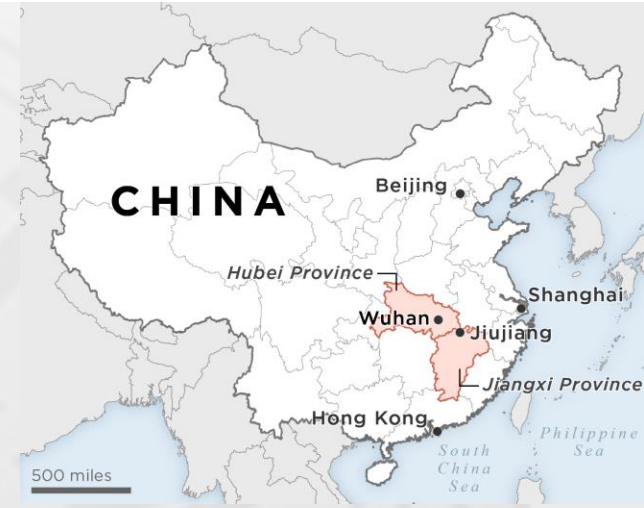 Beijing
CHINA
Hubei Province
Shanghai
Wuhan
Jiujiang
Jiangxi Province
Hong Kong
South
China
Sea
Philippine
Sea
500 miles